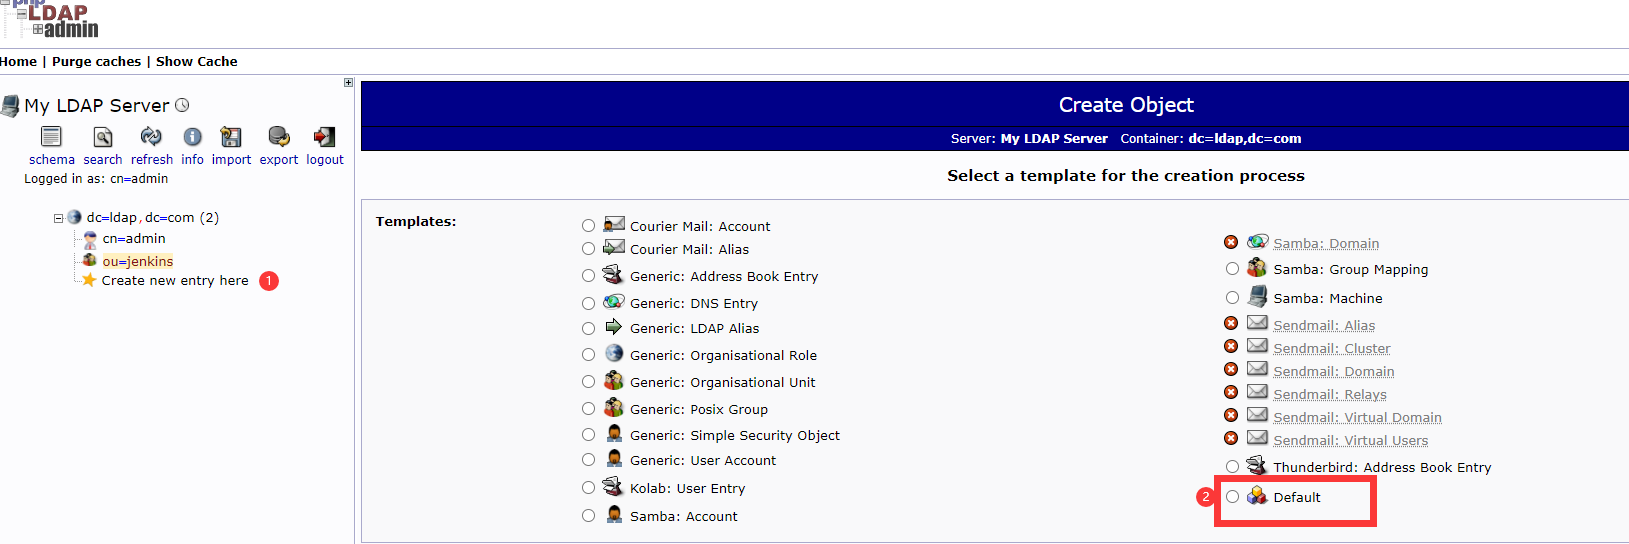 php
LDAP
admin
Home | Purge caches | Show Cache
My LDAP Server
schema search refresh info import export logout
Logged in as: cn=admin
dc=ldap,dc=com (2)
cn=admin
ou=jenkins
Create new entry here 1
Create Object
Server: My LDAP Server Container: dc=ldap,dc=com
Select a template for the creation process
Templates:
Courier Mail: Account
Courier Mail: Alias
Generic: Address Book Entry
Generic: DNS Entry
Generic: LDAP Alias
Generic: Organisational Role
Generic: Organisational Unit
Generic: Posix Group
Generic: Simple Security Object
Generic: User Account
Kolab: User Entry
Samba: Account
Samba: Domain
Samba: Group Mapping
Samba: Machine
Sendmail: Alias
Sendmail: Cluster
Sendmail: Domain
Sendmail: Relays
Sendmail: Virtual Domain
Sendmail: Virtual Users
Thunderbird: Address Book Entry
2 Default